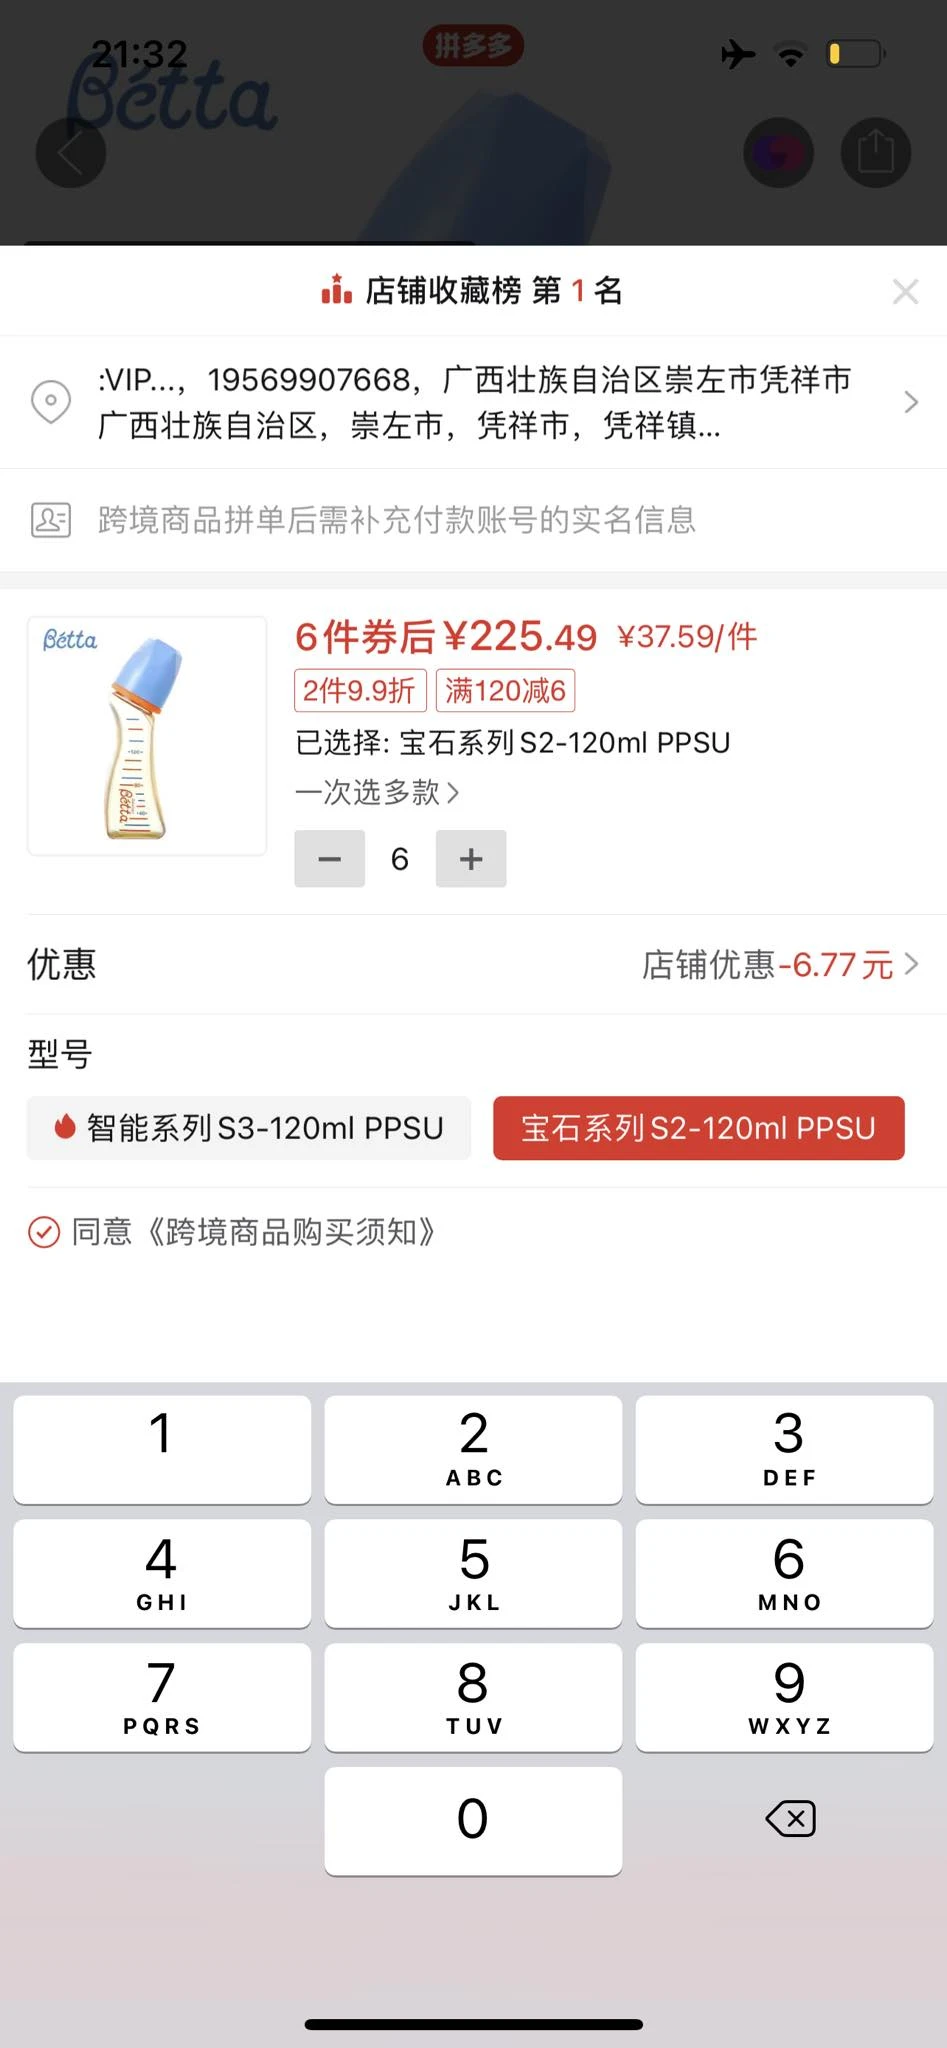 21:32
拼多多
Bétta
店铺收藏榜 第 1 名
:VIP...，19569907668，广西壮族自治区崇左市凭祥市
广西壮族自治区，崇左市，凭祥市，凭祥镇...
跨境商品拼单后需补充付款账号的实名信息
Bétta
Bétta
6件券后¥225.49 ¥37.59/件
2件9.9折 满120减6
已选择: 宝石系列S2-120ml PPSU
一次选多款
6
优惠
店铺优惠-6.77元
型号
智能系列S3-120ml PPSU
宝石系列S2-120ml PPSU
同意《跨境商品购买须知》
1
2
ABC
3
DEF
4
GHI
5
JKL
6
MNO
7
PQRS
8
TUV
9
WXYZ
0